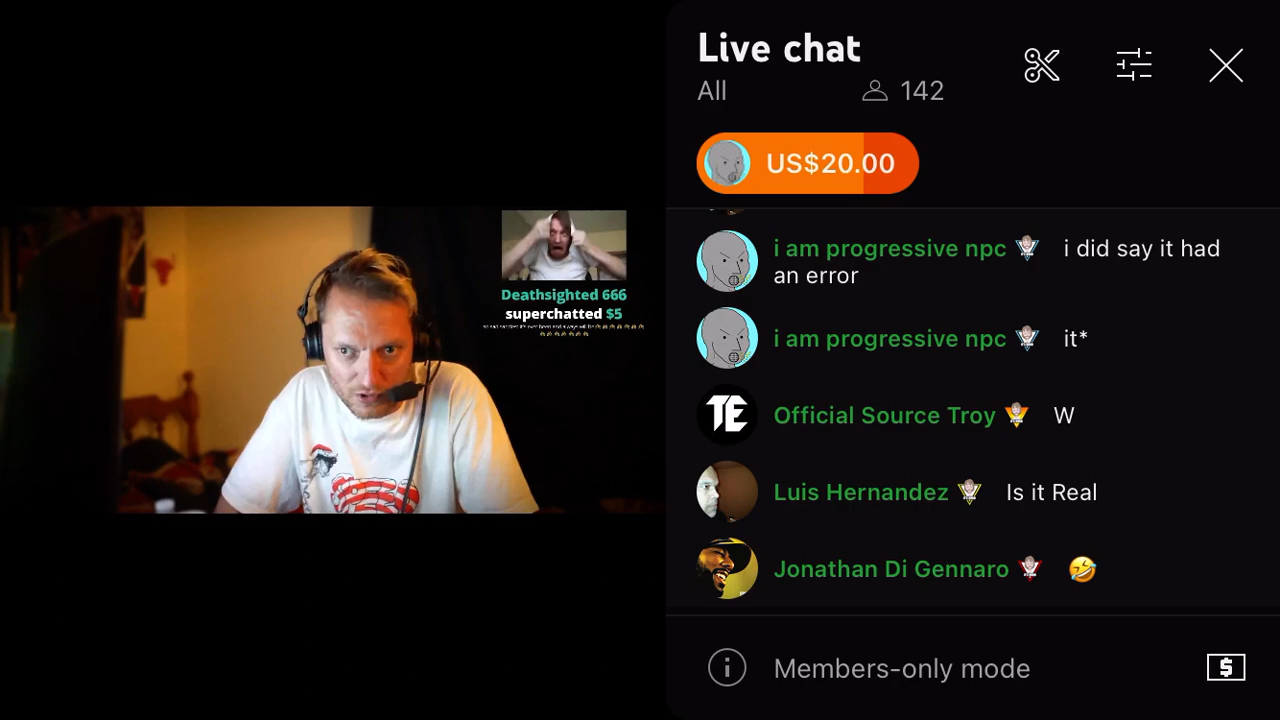 Live chat
All 142
US$20.00
Deathsighted 666
superchatted $5
i am progressive npc i did say it had
an error
i am progressive npc it*
TE
Official Source Troy W
Luis Hernandez Is it Real
Jonathan Di Gennaro 🤣
Members-only mode